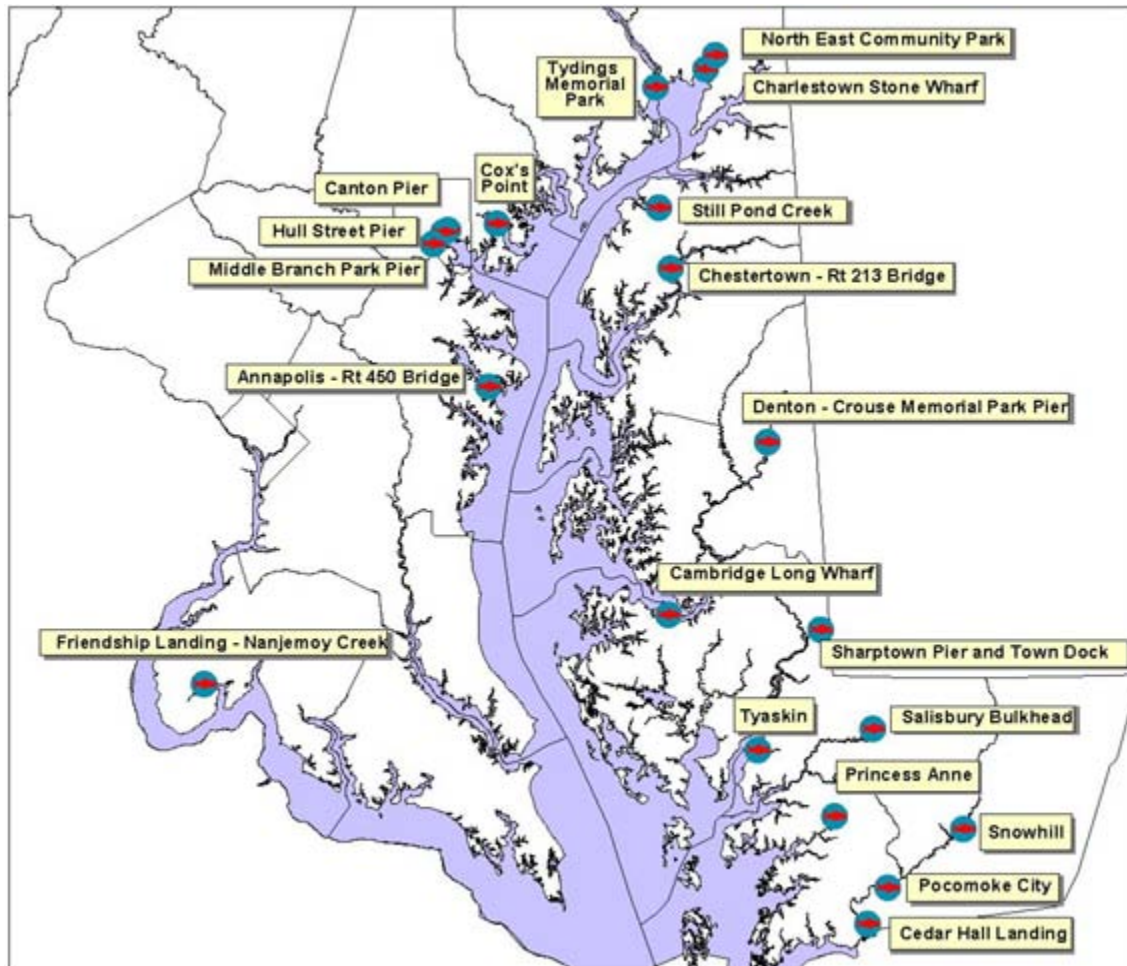 North East Community Park
Tydings
Memorial
Park
Charlestown Stone Wharf
Cox's
Point
Canton Pier
Still Pond Creek
Hull Street Pier
Middle Branch Park Pier
Chestertown - Rt 213 Bridge
Annapolis - Rt 450 Bridge
Denton - Crouse Memorial Park Pier
Cambridge Long Wharf
Friendship Landing - Nanjemoy Creek
Sharptown Pier and Town Dock
Tyaskin
Salisbury Bulkhead
Princess Anne
Snowhill
Pocomoke City
Cedar Hall Landing